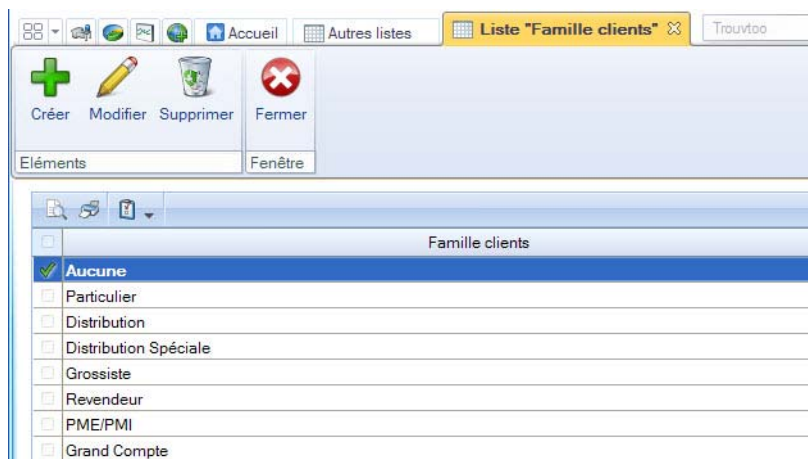 Accueil Autres listes Liste "Famille clients" Trouvtoo
Créer Modifier Supprimer Fermer
Eléments Fenêtre
Famille clients
Aucune
Particulier
Distribution
Distribution Spéciale
Grossiste
Revendeur
PME/PMI
Grand Compte